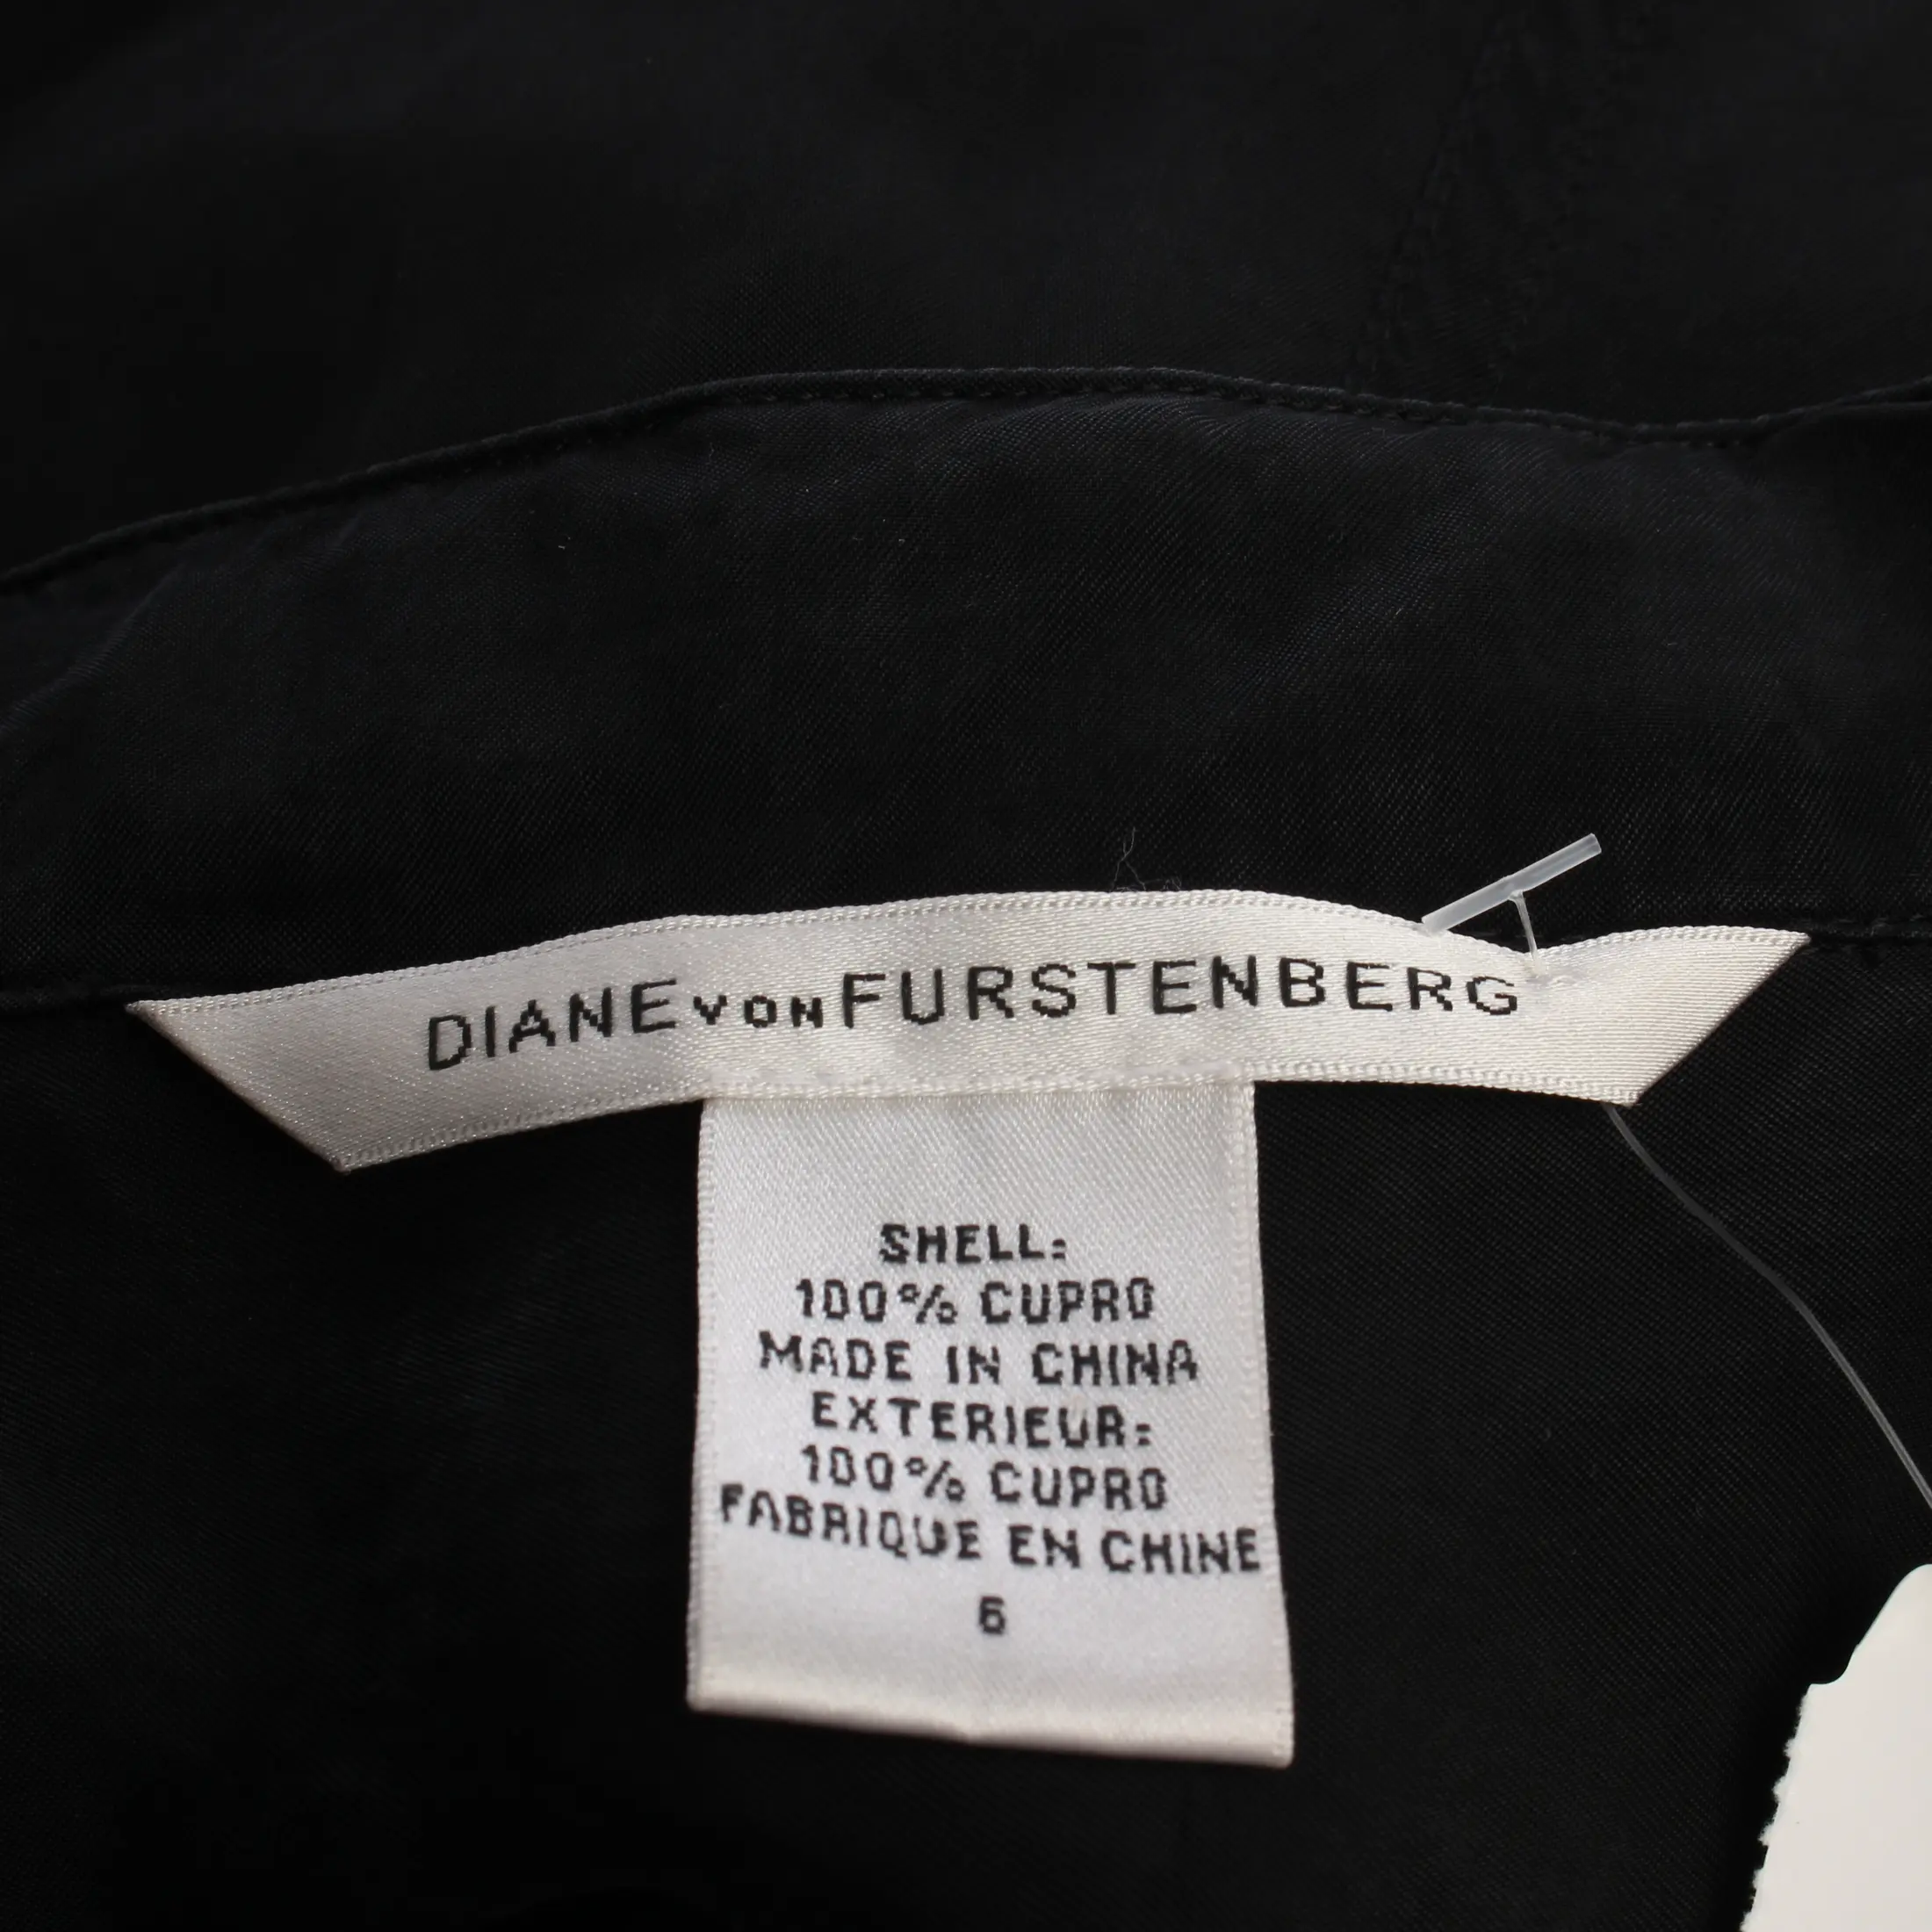 DIANE VON FURSTENBERG
SHELL:
100% CUPRO
MADE IN CHINA
EXTERIEUR:
100% CUPRO
FABRIQUE EN CHINE
6